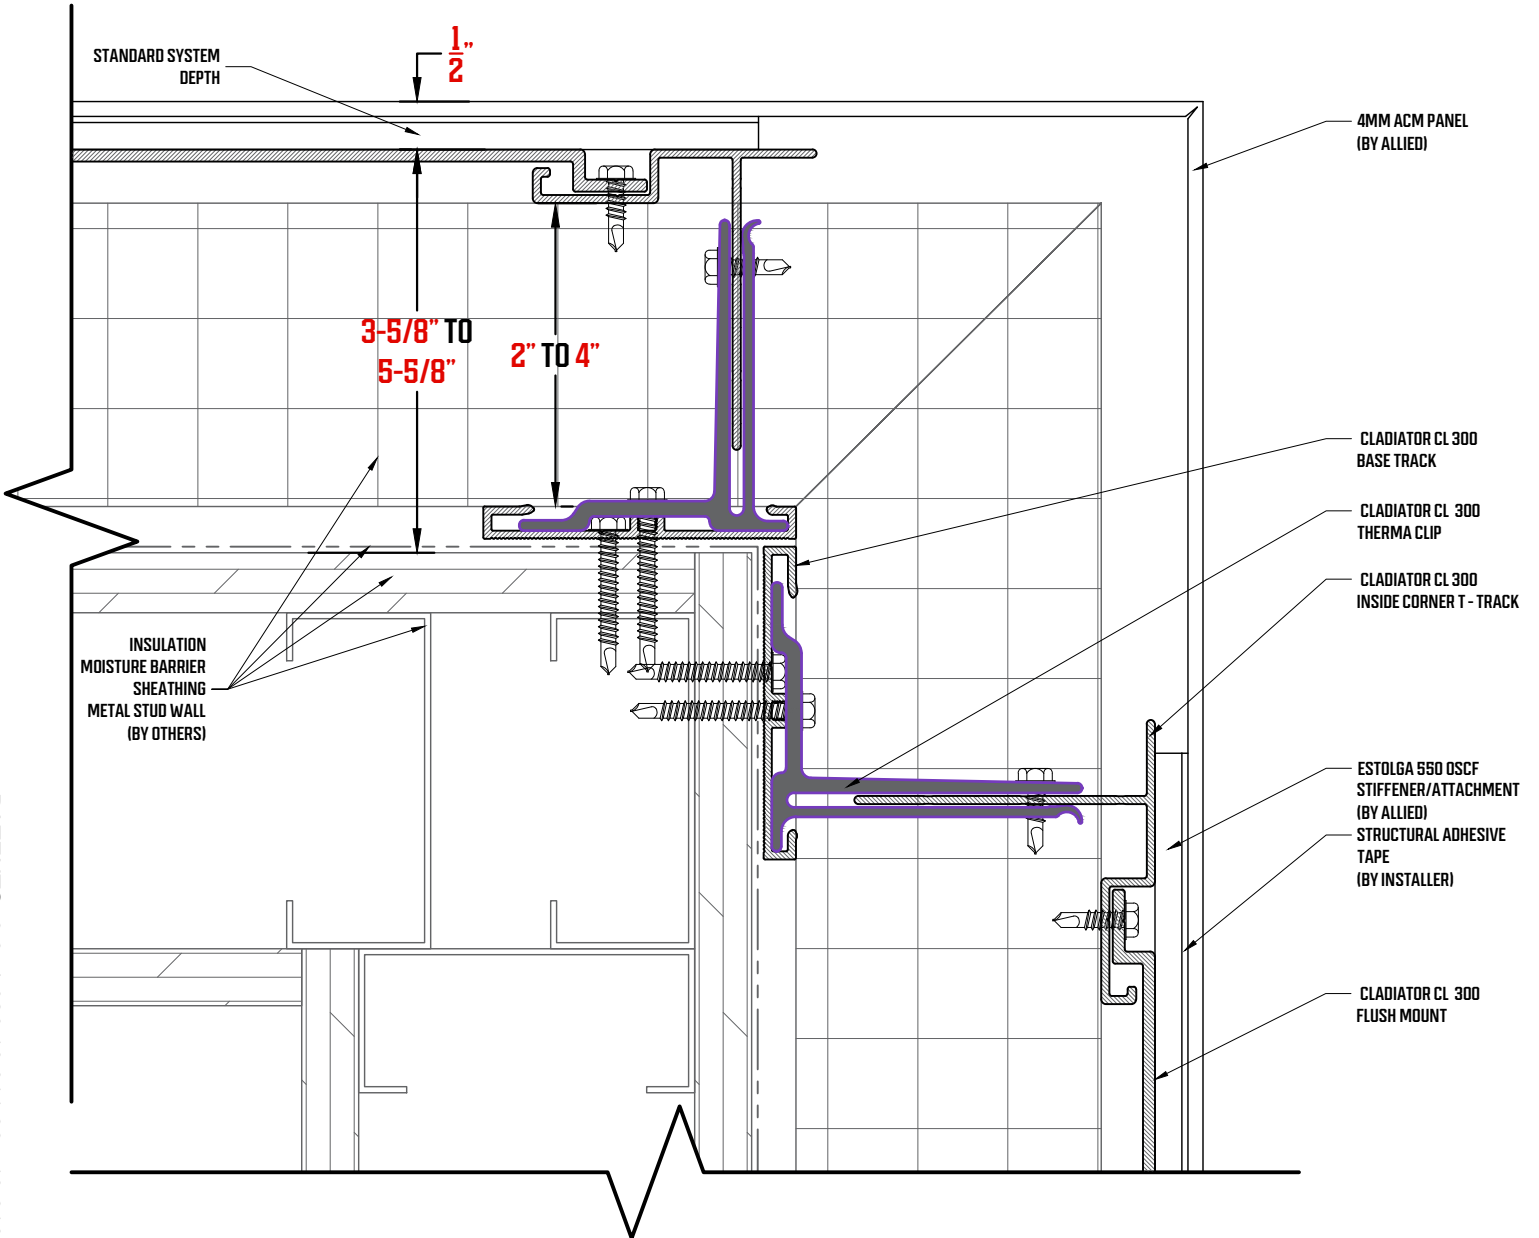 STANDARD SYSTEM
DEPTH
1"
2
4MM ACM PANEL
(BY ALLIED)
3-5/8" TO
5-5/8"
2" TO 4"
CLADIATOR CL 300
BASE TRACK
CLADIATOR CL 300
THERMA CLIP
CLADIATOR CL 300
INSIDE CORNER T - TRACK
INSULATION
MOISTURE BARRIER
SHEATHING
METAL STUD WALL
(BY OTHERS)
ESTOLGA 550 OSCF
STIFFENER/ATTACHMENT
(BY ALLIED)
STRUCTURAL ADHESIVE
TAPE
(BY INSTALLER)
CLADIATOR CL 300
FLUSH MOUNT